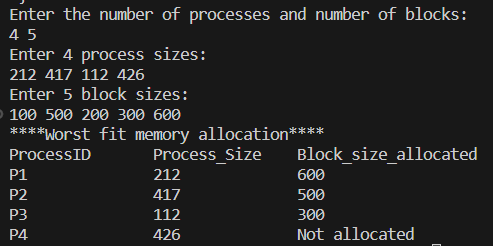 Enter the number of processes and number of blocks:
4 5
Enter 4 process sizes:
212 417 112 426
Enter 5 block sizes:
100 500 200 300 600
****Worst fit memory allocation****
ProcessID Process_Size Block_size_allocated
P1 212 600
P2 417 500
P3 112 300
P4 426 Not allocated